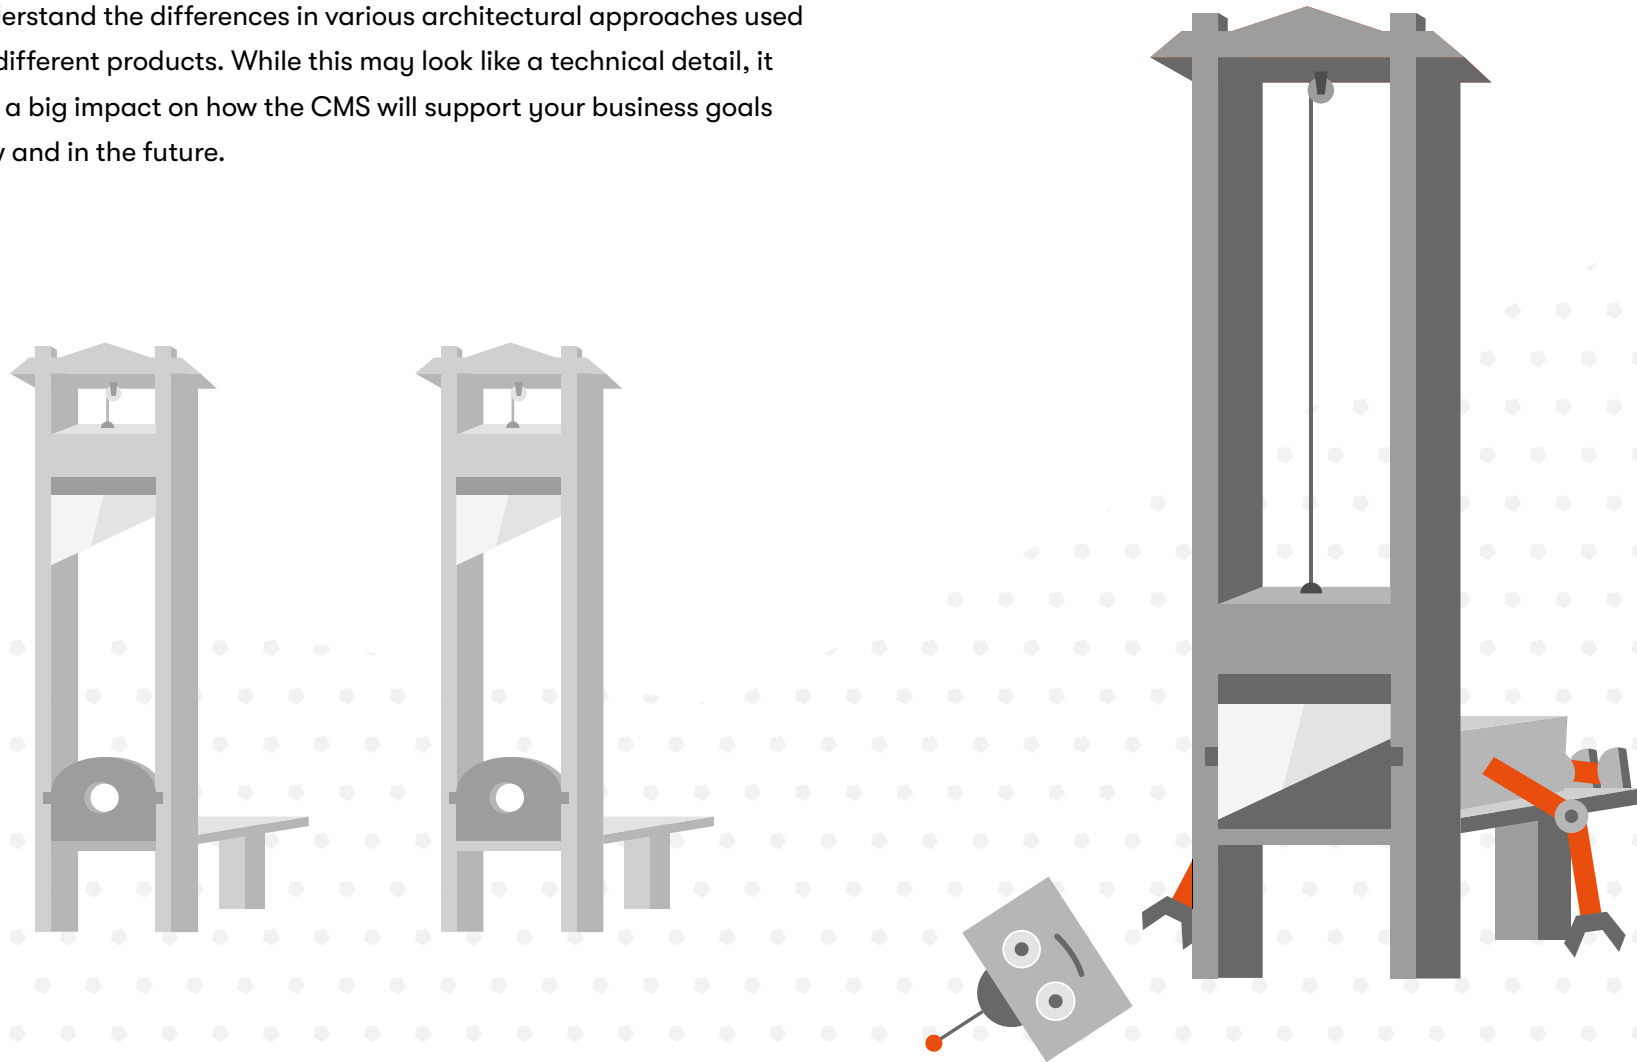 erstand the differences in various architectural approaches used
different products. While this may look like a technical detail, it
a big impact on how the CMS will support your business goals
and in the future.